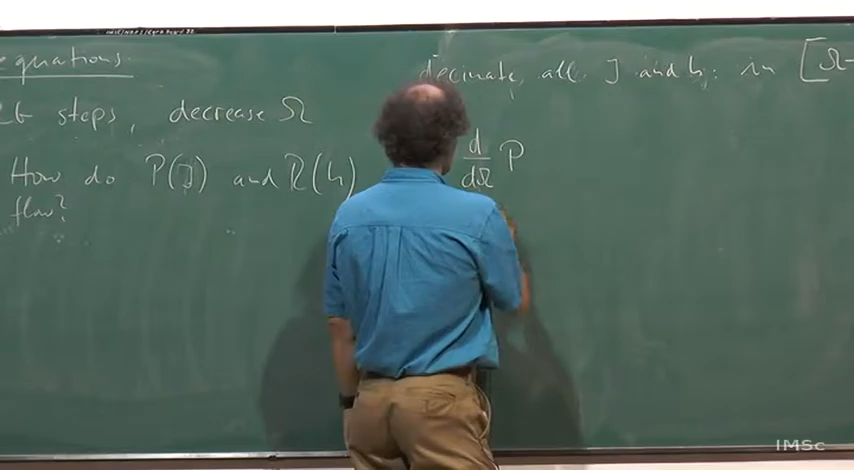 equations.
steps, decrease Ω
How do P(J) and R(h)
flow?
decimate all J and h: in [Ω-
d/dΩ P
IMSc